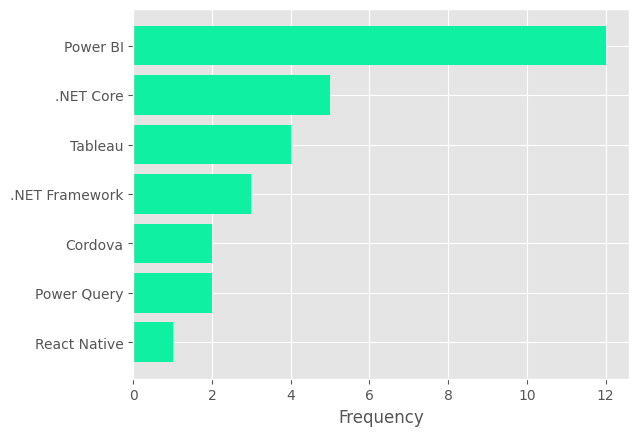 Power BI
.NET Core
Tableau
.NET Framework
Cordova
Power Query
React Native
0 2 4 6 8 10 12
Frequency